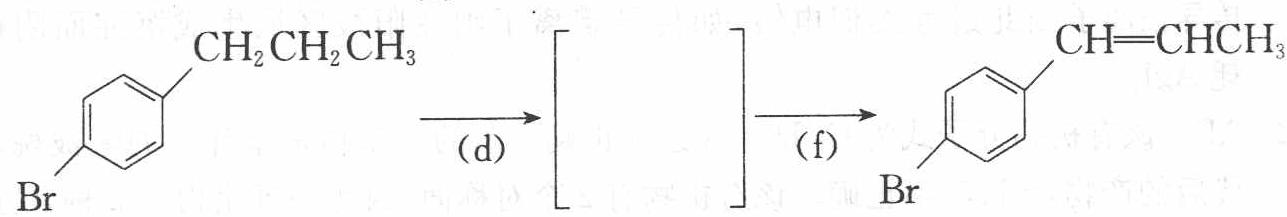 CH₂CH₂CH₃
Br
(d)
(f)
CH=CHCH₃
Br